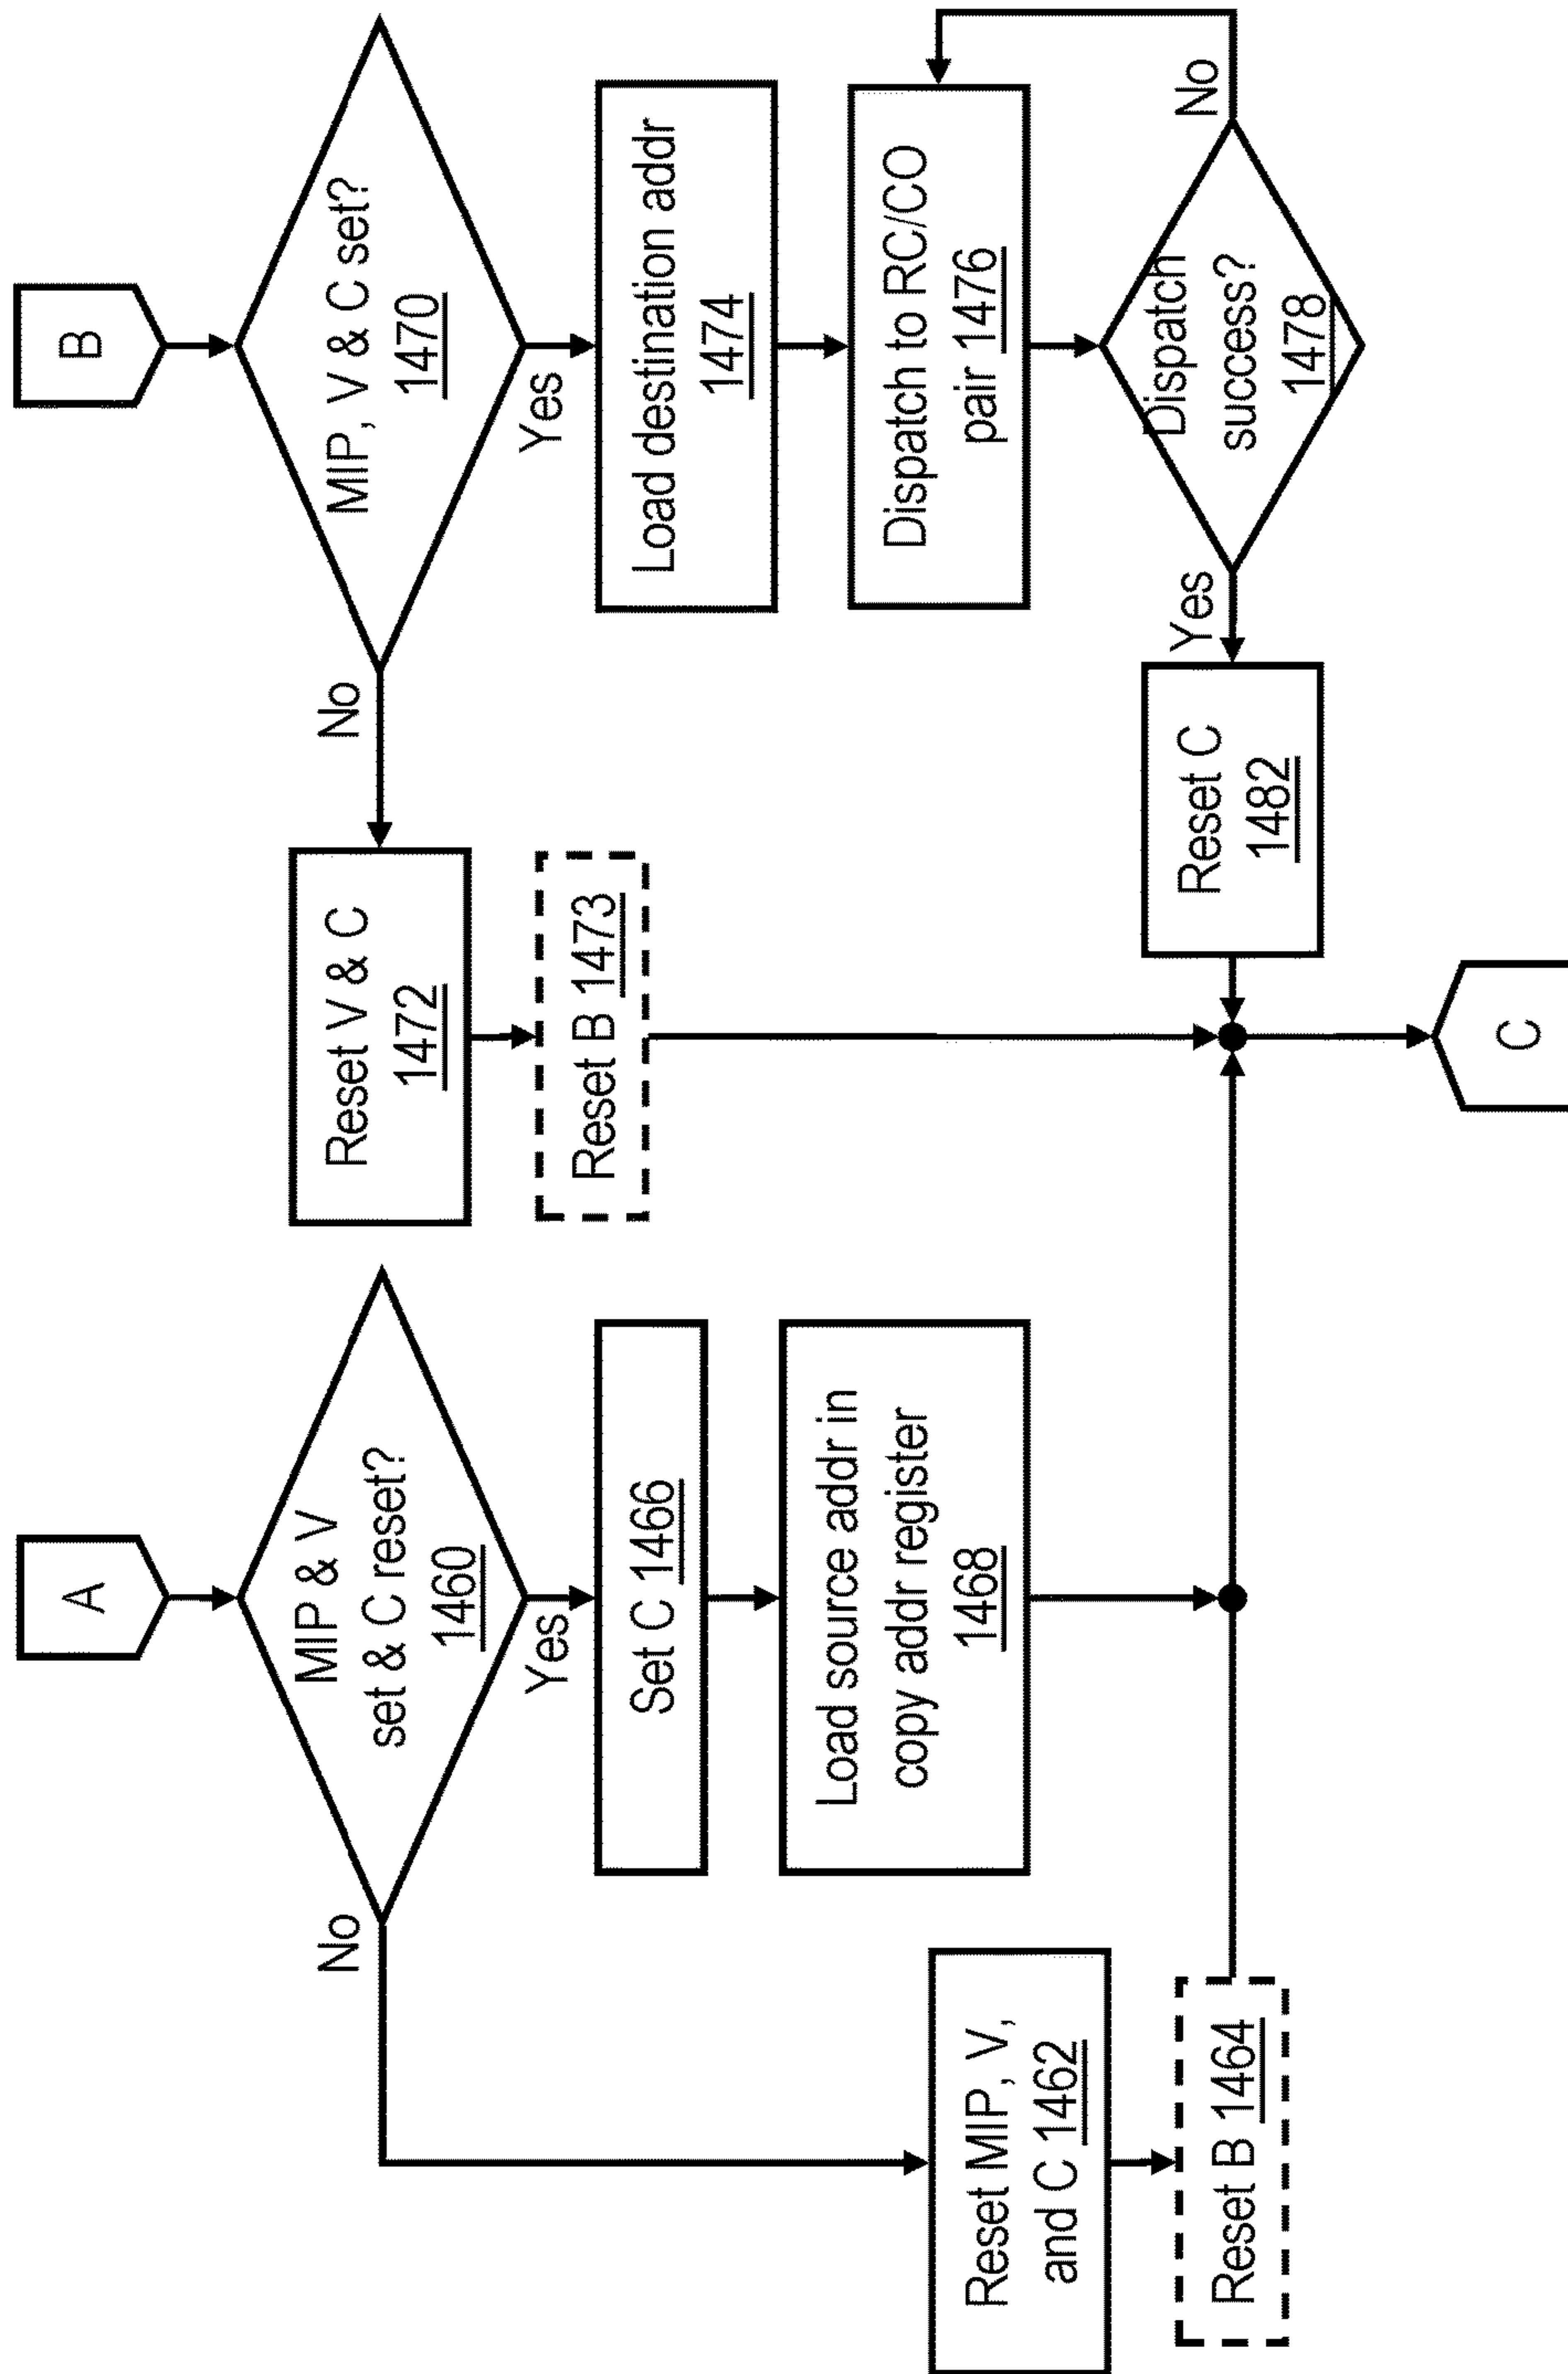 A
MIP & V
set & C reset?
1460
No
Yes
Set C 1466
Load source addr in
copy addr register
1468
Reset MIP, V,
and C 1462
Reset B 1464
B
MIP, V & C set?
1470
No
Yes
Reset V & C
1472
Reset B 1473
Load destination addr
1474
Dispatch to RC/CO
pair 1476
Dispatch
success?
1478
No
Yes
Reset C
1482
C